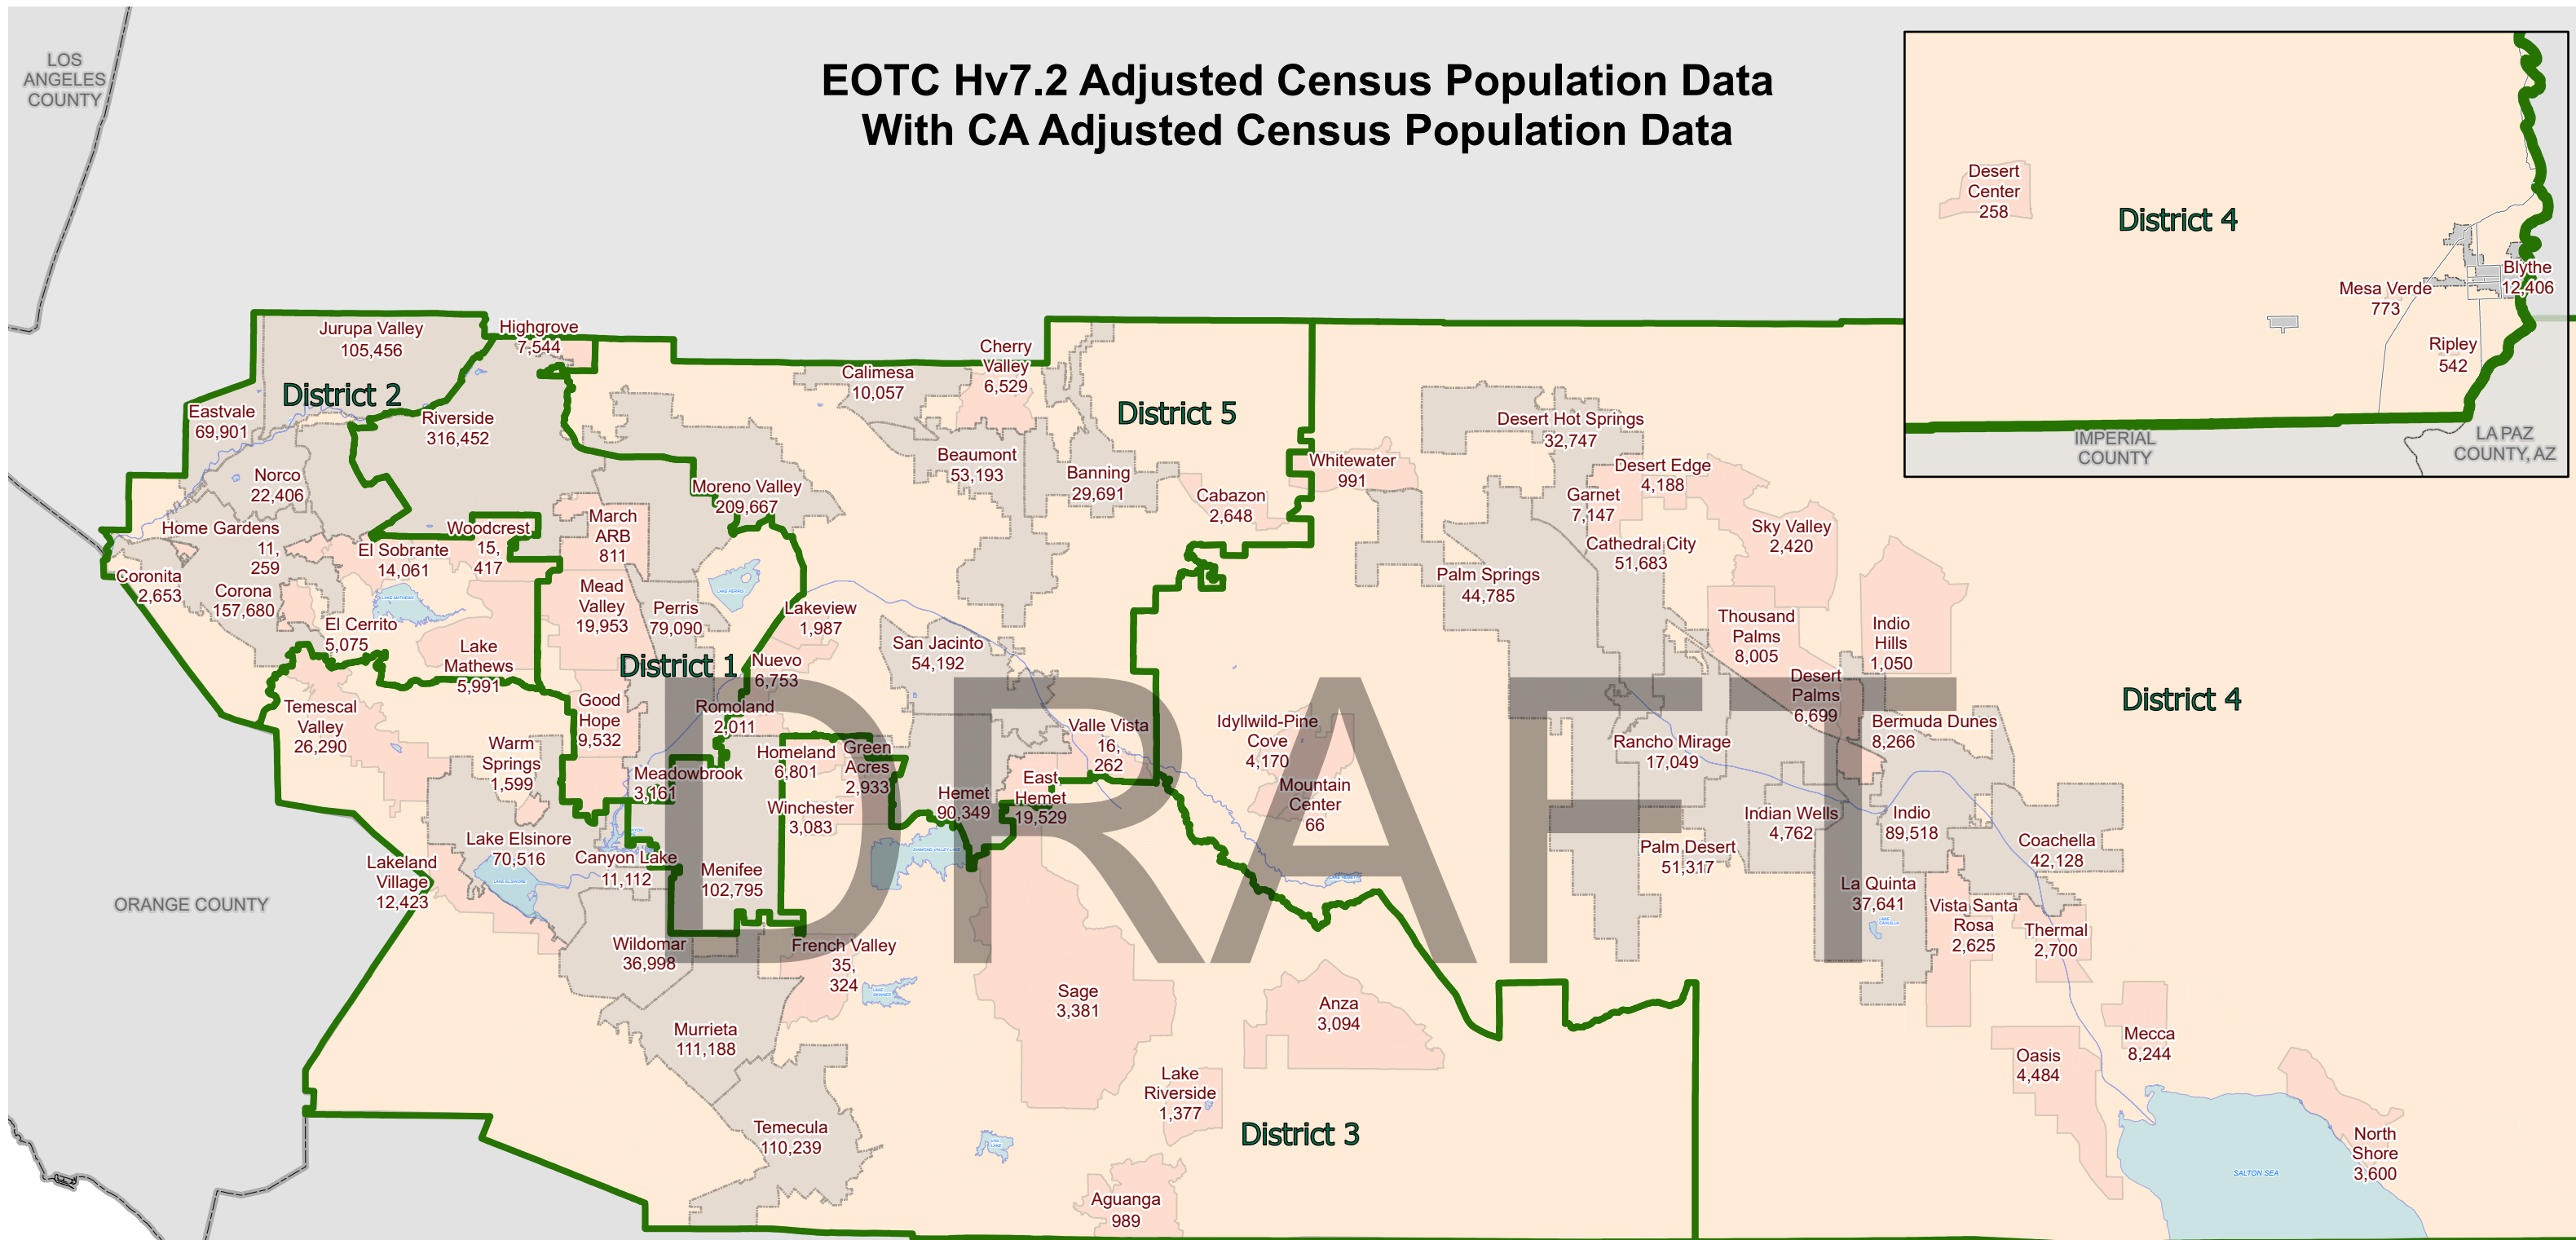 EOTC Hv7.2 Adjusted Census Population Data
With CA Adjusted Census Population Data
LOS
ANGELES
COUNTY
Desert
Center
258
District 4
Blythe
12,406
Mesa Verde
773
Ripley
542
IMPERIAL
COUNTY
LA PAZ
COUNTY, AZ
Jurupa Valley
105,456
Highgrove
7,544
District 2
Eastvale
69,901
Riverside
316,452
Norco
22,406
Home Gardens
11,
259
Coronita
2,653
Corona
157,680
El Sobrante
14,061
Woodcrest
15,
417
LAKE MATHEWS
El Cerrito
5,075
Lake
Mathews
5,991
Temescal
Valley
26,290
Warm
Springs
1,599
March
ARB
811
Mead
Valley
19,953
Perris
79,090
LAKE PERRIS
Moreno Valley
209,667
Lakeview
1,987
Nuevo
6,753
District 1
Good
Hope
9,532
Romoland
2,011
Meadowbrook
3,161
Homeland
6,801
Green
Acres
2,933
Winchester
3,083
Calimesa
10,057
Cherry
Valley
6,529
Beaumont
53,193
Banning
29,691
District 5
Cabazon
2,648
San Jacinto
54,192
Valle Vista
16,
262
Hemet
90,349
East
Hemet
19,529
DIAMOND VALLEY LAKE
Lake Elsinore
70,516
LAKE ELSINORE
Lakeland
Village
12,423
Canyon Lake
11,112
Menifee
102,795
Wildomar
36,998
French Valley
35,
324
Murrieta
111,188
Temecula
110,239
ORANGE COUNTY
Sage
3,381
Anza
3,094
Lake
Riverside
1,377
District 3
Aguanga
989
Idyllwild-Pine
Cove
4,170
Mountain
Center
66
Whitewater
991
Desert Hot Springs
32,747
Desert Edge
4,188
Garnet
7,147
Sky Valley
2,420
Cathedral City
51,683
Palm Springs
44,785
Thousand
Palms
8,005
Indio
Hills
1,050
Desert
Palms
6,699
Bermuda Dunes
8,266
District 4
Rancho Mirage
17,049
Indian Wells
4,762
Indio
89,518
Coachella
42,128
Palm Desert
51,317
La Quinta
37,641
Vista Santa
Rosa
2,625
Thermal
2,700
Mecca
8,244
Oasis
4,484
North
Shore
3,600
SALTON SEA
DRAFT